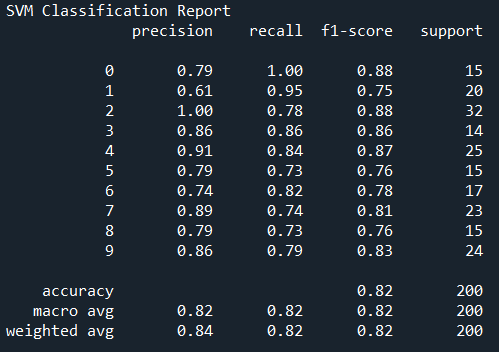 SVM Classification Report
precision recall f1-score support
0 0.79 1.00 0.88 15
1 0.61 0.95 0.75 20
2 1.00 0.78 0.88 32
3 0.86 0.86 0.86 14
4 0.91 0.84 0.87 25
5 0.79 0.73 0.76 15
6 0.74 0.82 0.78 17
7 0.89 0.74 0.81 23
8 0.79 0.73 0.76 15
9 0.86 0.79 0.83 24
accuracy 0.82 200
macro avg 0.82 0.82 0.82 200
weighted avg 0.84 0.82 0.82 200